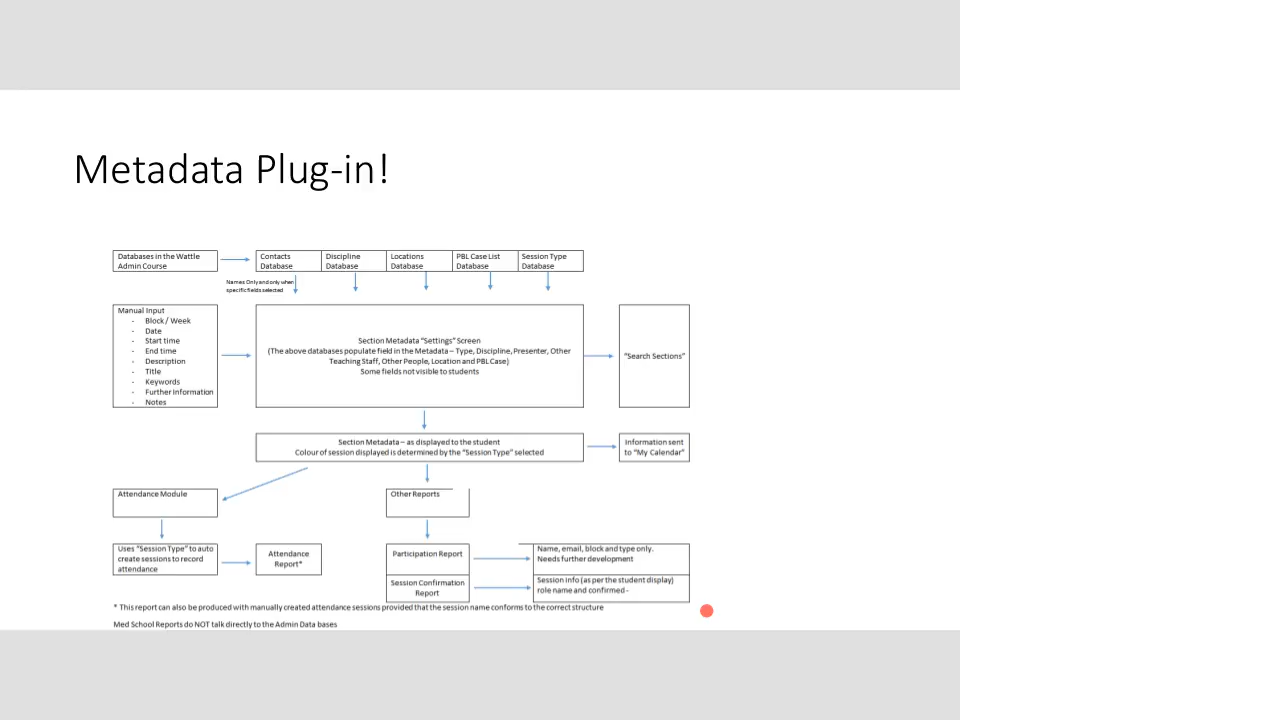 Metadata Plug-in!
Databases in the Wattle
Admin Course
Contacts
Database
Discipline
Database
Locations
Database
PBL Case List
Database
Session Type
Database
Names Only and only when
specific fields selected
Manual Input
- Block / Week
- Date
- Start time
- End time
- Description
- Title
- Keywords
- Further Information
- Notes
Section Metadata “Settings” Screen
(The above databases populate field in the Metadata – Type, Discipline, Presenter, Other
Teaching Staff, Other People, Location and PBL Case)
Some fields not visible to students
“Search Sections”
Section Metadata – as displayed to the student
Colour of session displayed is determined by the “Session Type” selected
Information sent
to “My Calendar”
Attendance Module
Other Reports
Uses “Session Type” to auto
create sessions to record
attendance
Attendance
Report*
Participation Report
Name, email, block and type only.
Needs further development
Session Confirmation
Report
Session info (as per the student display)
role name and confirmed -
* This report can also be produced with manually created attendance sessions provided that the session name conforms to the correct structure
Med School Reports do NOT talk directly to the Admin Data bases